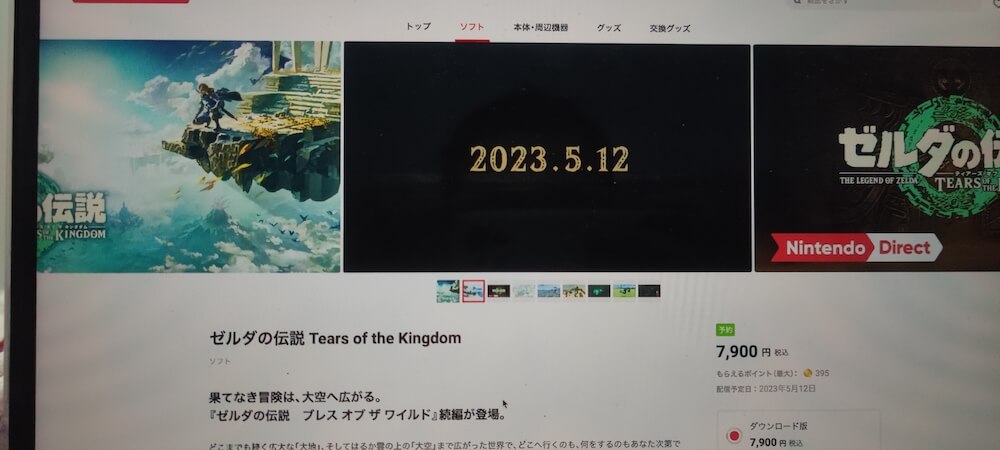 トップ
ソフト
本体・周辺機器
グッズ
交換グッズ
の伝説
THE KINGDOM
2023.5.12
ゼルダの伝
ティアーズ オブ
THE LEGEND OF ZELDA
TEARS OF THE
Nintendo Direct
ゼルダの伝説 Tears of the Kingdom
ソフト
予約
7,900 円 税込
もらえるポイント(最大): 395
配信予定日:2023年5月12日
果てなき冒険は、大空へ広がる。
『ゼルダの伝説 ブレス オブ ザ ワイルド』続編が登場。
どこまでも続く広大な「大地」、そしてはるか雲の上の「大空」まで広がった世界で、どこへ行くのも、何をするのもあなた次第で
ダウンロード版
7,900 円 税込